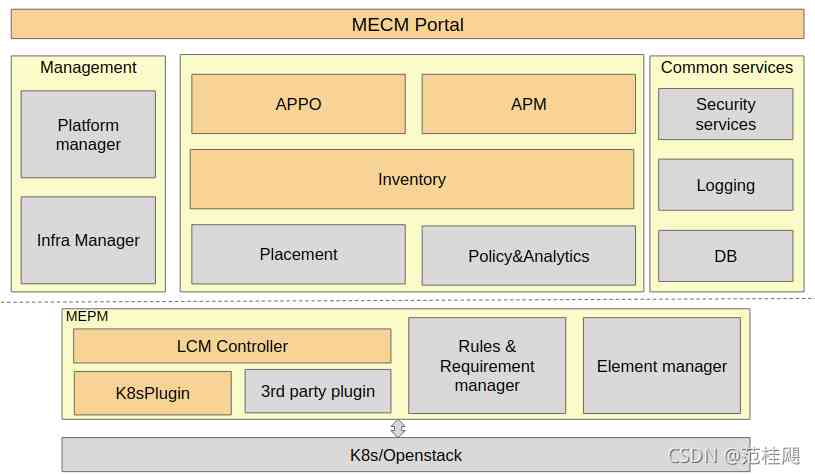 MECM Portal
Management
Platform
manager
Infra Manager
APPO
APM
Inventory
Placement
Policy&Analytics
Common services
Security
services
Logging
DB
MEPM
LCM Controller
K8sPlugin
3rd party plugin
Rules &
Requirement
manager
Element manager
K8s/Openstack
CSDN @范桂飓